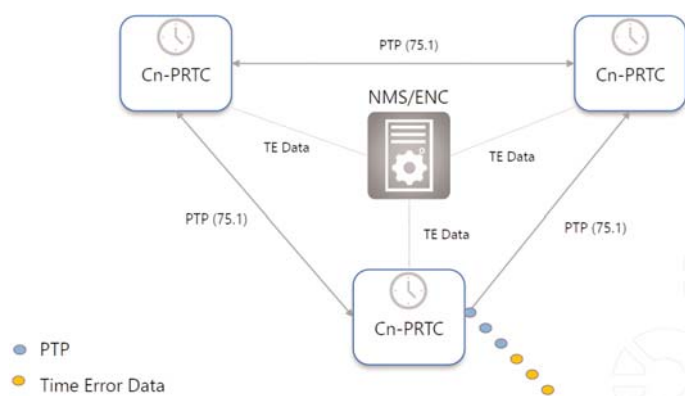 PTP (75.1)
Cn-PRTC
Cn-PRTC
NMS/ENC
TE Data
TE Data
PTP (75.1)
PTP (75.1)
TE Data
Cn-PRTC
PTP
Time Error Data